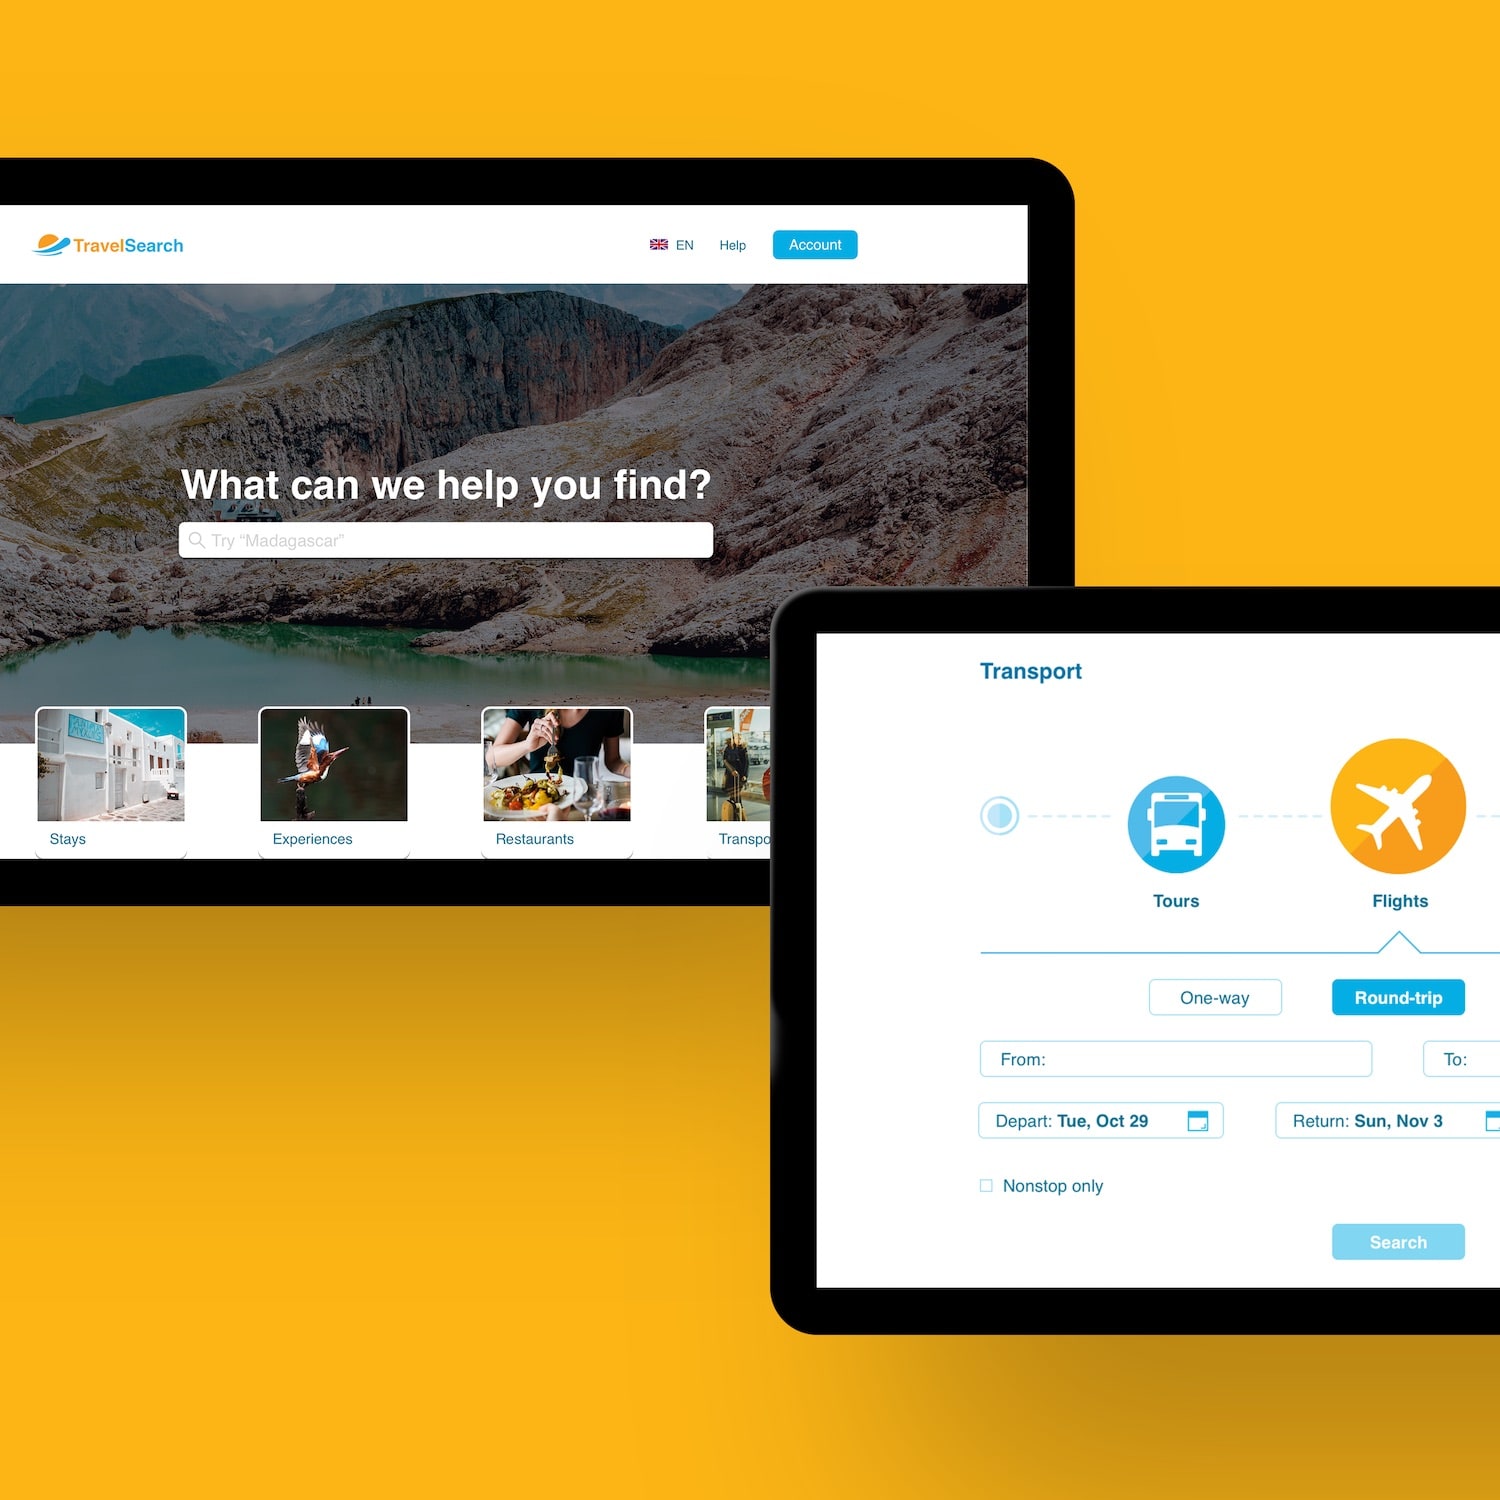 TravelSearch
EN Help Account
What can we help you find?
Try “Madagascar”
Stays Experiences Restaurants Transpo
Transport
Tours Flights
One-way Round-trip
From: To:
Depart: Tue, Oct 29 Return: Sun, Nov 3
Nonstop only
Search